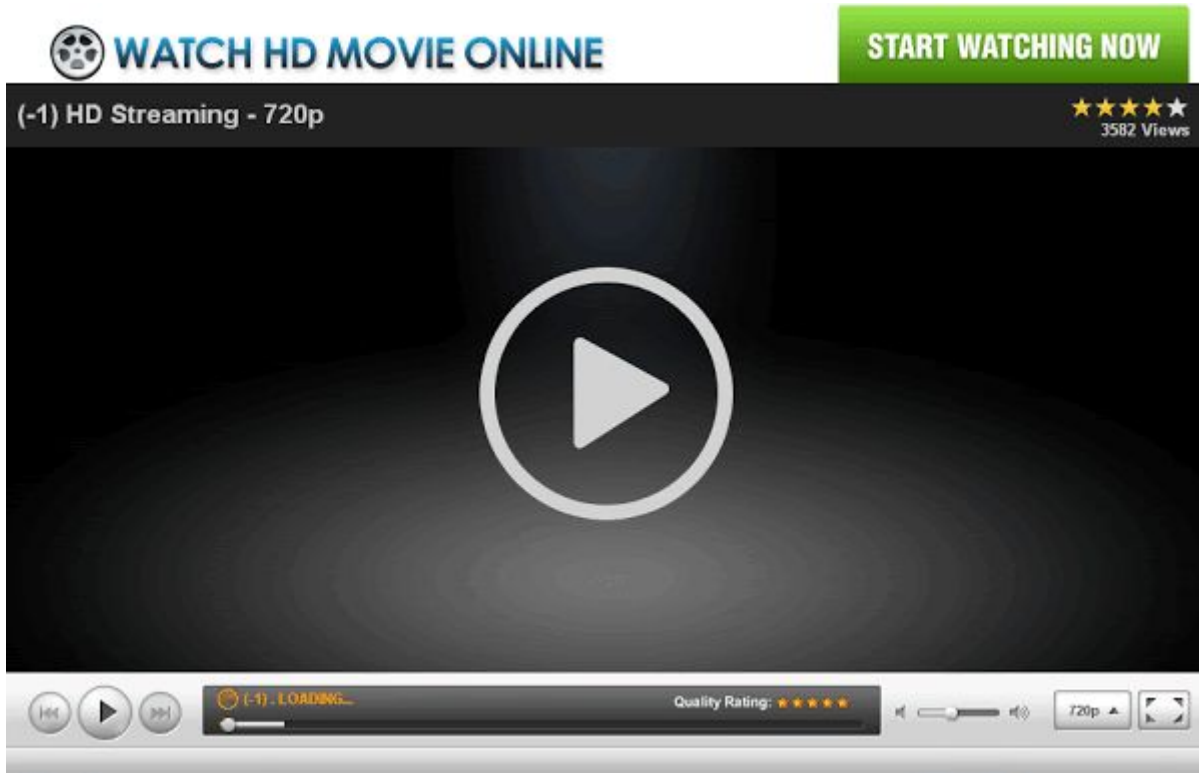 WATCH HD MOVIE ONLINE
START WATCHING NOW
(-1) HD Streaming - 720p
3582 Views
(-1) . LOADING...
Quality Rating:
720p